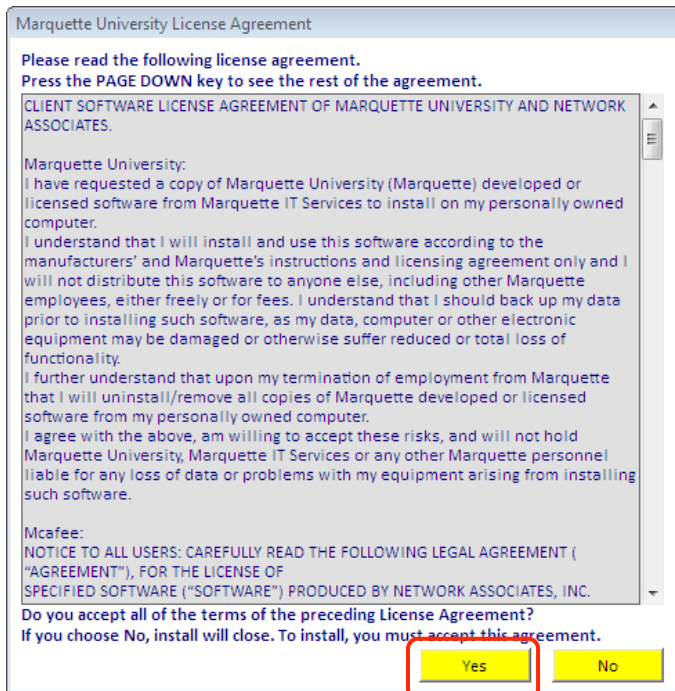 Marquette University License Agreement
Please read the following license agreement.
Press the PAGE DOWN key to see the rest of the agreement.
CLIENT SOFTWARE LICENSE AGREEMENT OF MARQUETTE UNIVERSITY AND NETWORK
ASSOCIATES.
Marquette University:
I have requested a copy of Marquette University (Marquette) developed or
licensed software from Marquette IT Services to install on my personally owned
computer.
I understand that I will install and use this software according to the
manufacturers’ and Marquette’s instructions and licensing agreement only and I
will not distribute this software to anyone else, including other Marquette
employees, either freely or for fees. I understand that I should back up my data
prior to installing such software, as my data, computer or other electronic
equipment may be damaged or otherwise suffer reduced or total loss of
functionality.
I further understand that upon my termination of employment from Marquette
that I will uninstall/remove all copies of Marquette developed or licensed
software from my personally owned computer.
I agree with the above, am willing to accept these risks, and will not hold
Marquette University, Marquette IT Services or any other Marquette personnel
liable for any loss of data or problems with my equipment arising from installing
such software.
Mcafee:
NOTICE TO ALL USERS: CAREFULLY READ THE FOLLOWING LEGAL AGREEMENT (
“AGREEMENT”), FOR THE LICENSE OF
SPECIFIED SOFTWARE (“SOFTWARE”) PRODUCED BY NETWORK ASSOCIATES, INC.
Do you accept all of the terms of the preceding License Agreement?
If you choose No, install will close. To install, you must accept this agreement.
Yes
No